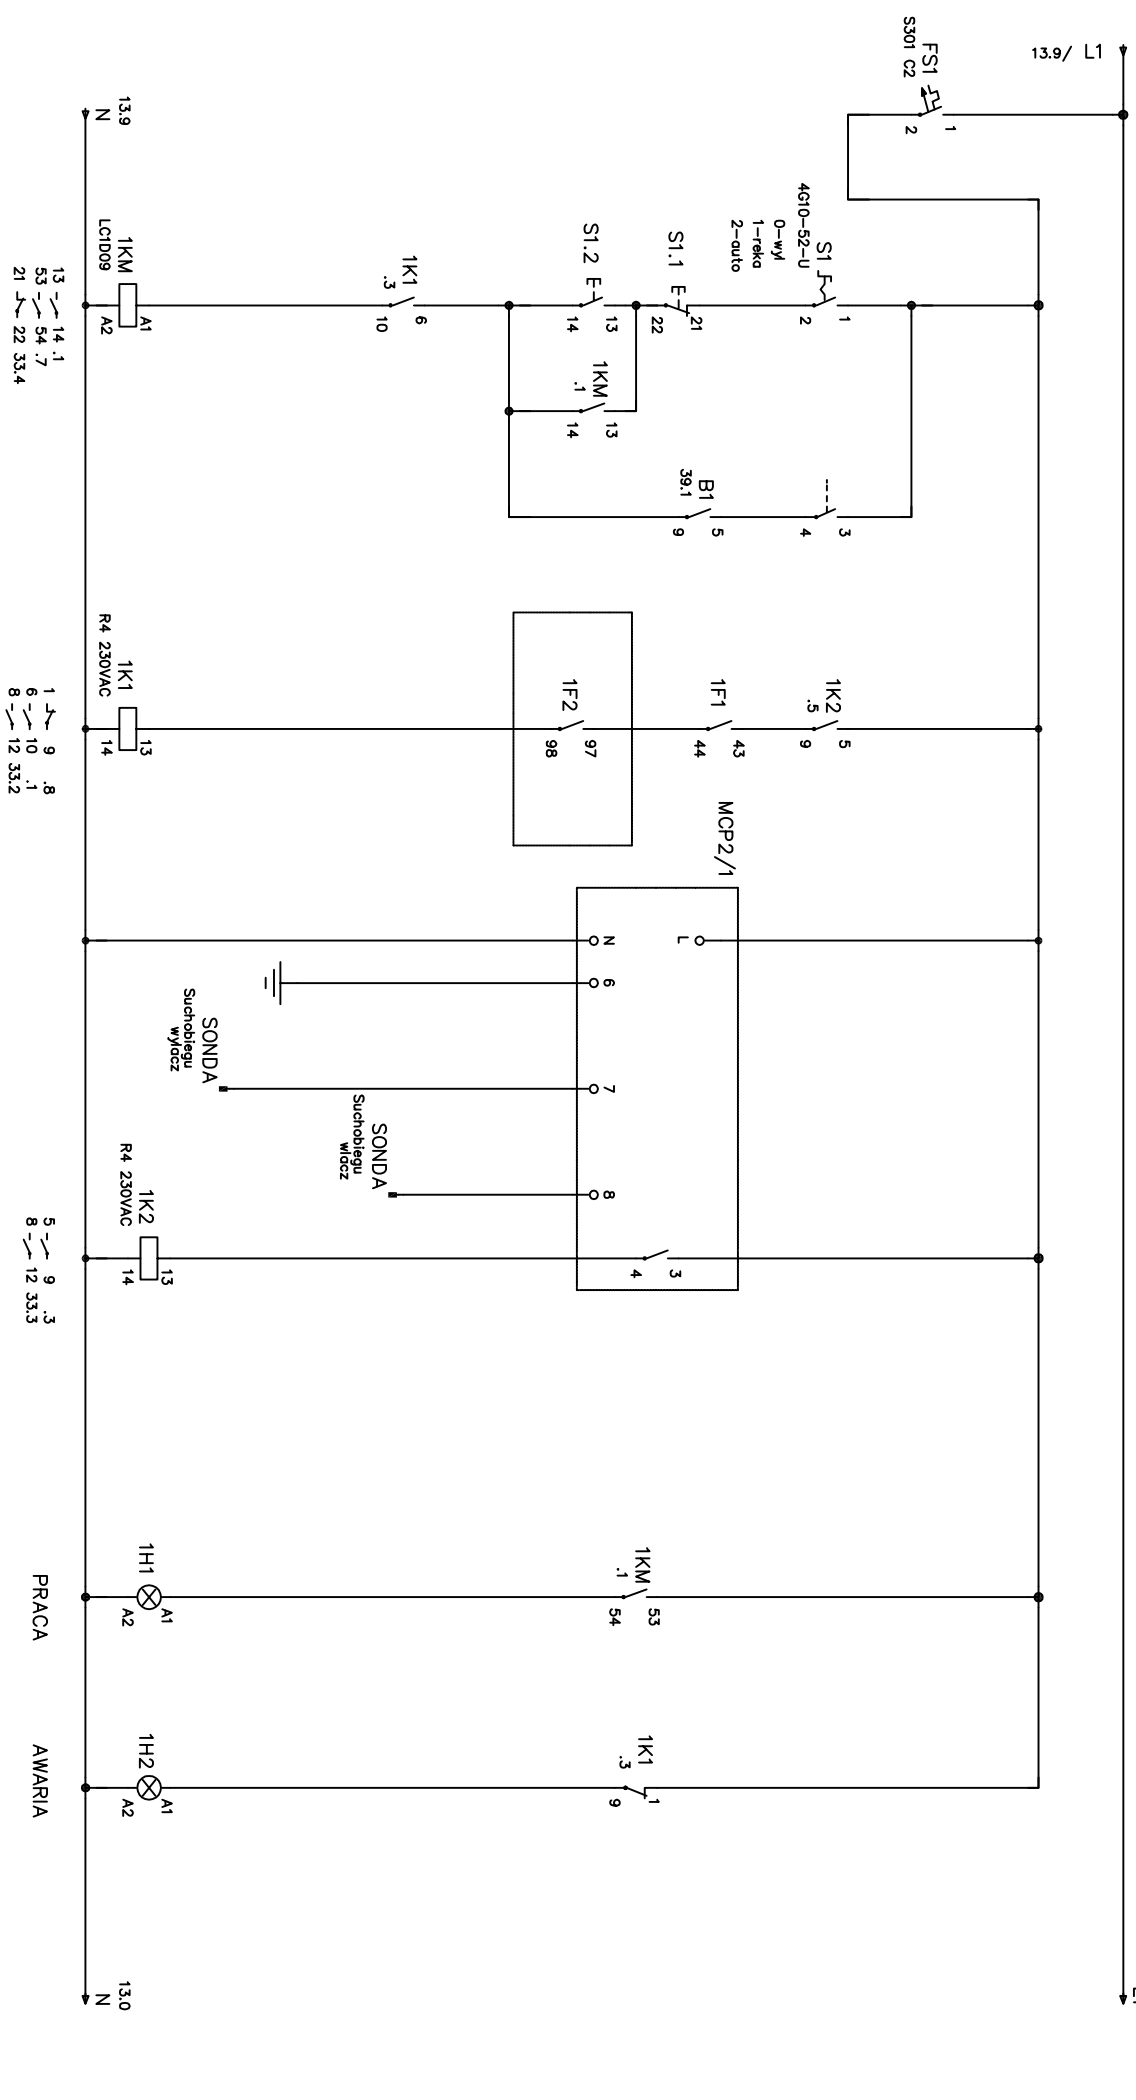 13.9/ L1
L1
FS1
S301 C2
1
2
13.9
N
S1
4G10-52-U
0-wyl
1-reka
2-auto
1
2
3
4
S1.1
21
22
B1
39.1
5
9
S1.2
13
14
1KM
.1
13
14
1K1
.3
6
10
1KM
LC1D09
A1
A2
13 14 .1
53 54 .7
21 22 33.4
1K2
.5
5
9
1F1
43
44
1F2
97
98
1K1
R4 230VAC
13
14
1 9 .8
6 10 .1
8 12 33.2
MCP2/1
L
N
6
7
8
3
4
SONDA
Suchobiegu
wylacz
SONDA
Suchobiegu
wlacz
1K2
R4 230VAC
13
14
5 9 .3
8 12 33.3
1KM
.1
53
54
1H1
A1
A2
PRACA
1K1
.3
1
9
1H2
A1
A2
AWARIA
13.0
N